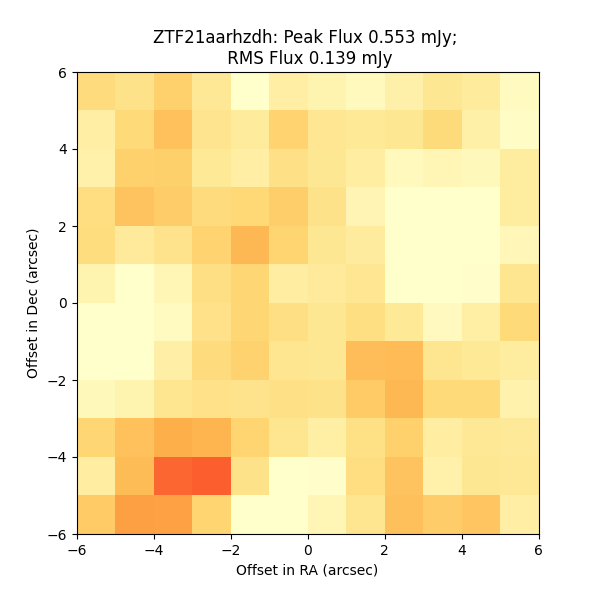 ZTF21aarhzdh: Peak Flux 0.553 mJy;
RMS Flux 0.139 mJy
6
4
2
0
−2
−4
−6
Offset in Dec (arcsec)
−6 −4 −2 0 2 4 6
Offset in RA (arcsec)